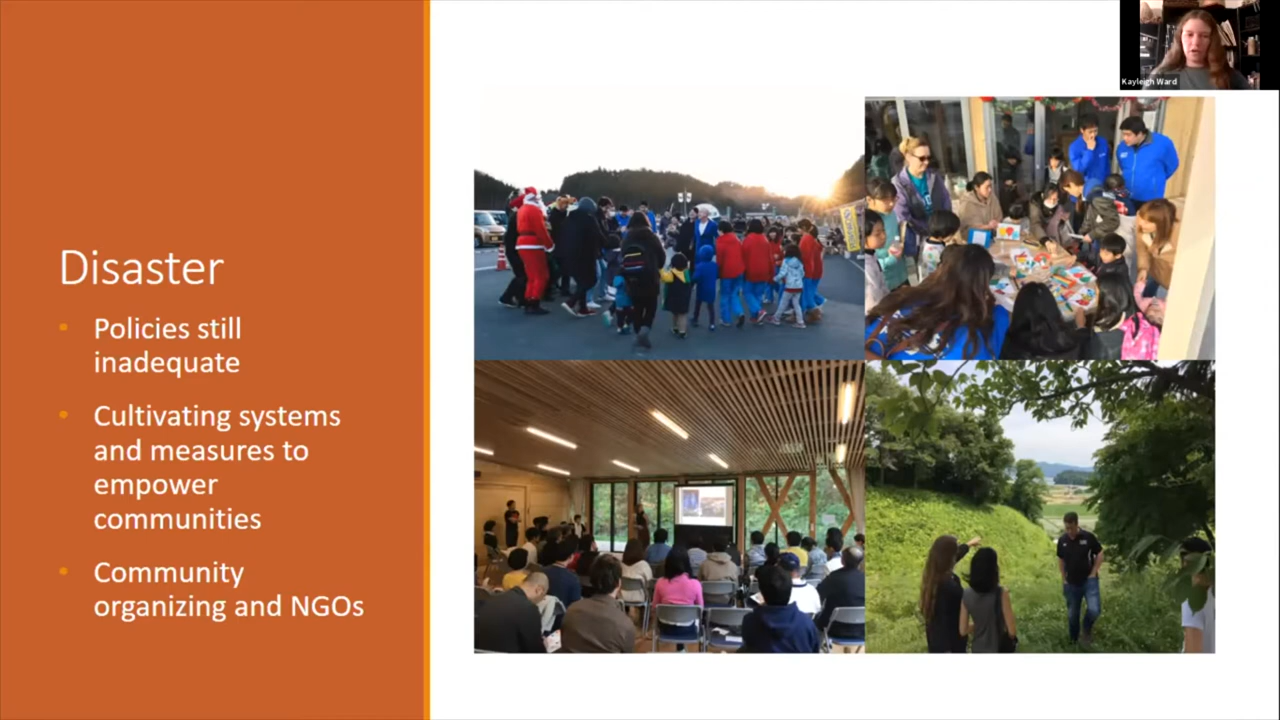 Kayleigh Ward
Disaster
• Policies still
inadequate
• Cultivating systems
and measures to
empower
communities
• Community
organizing and NGOs